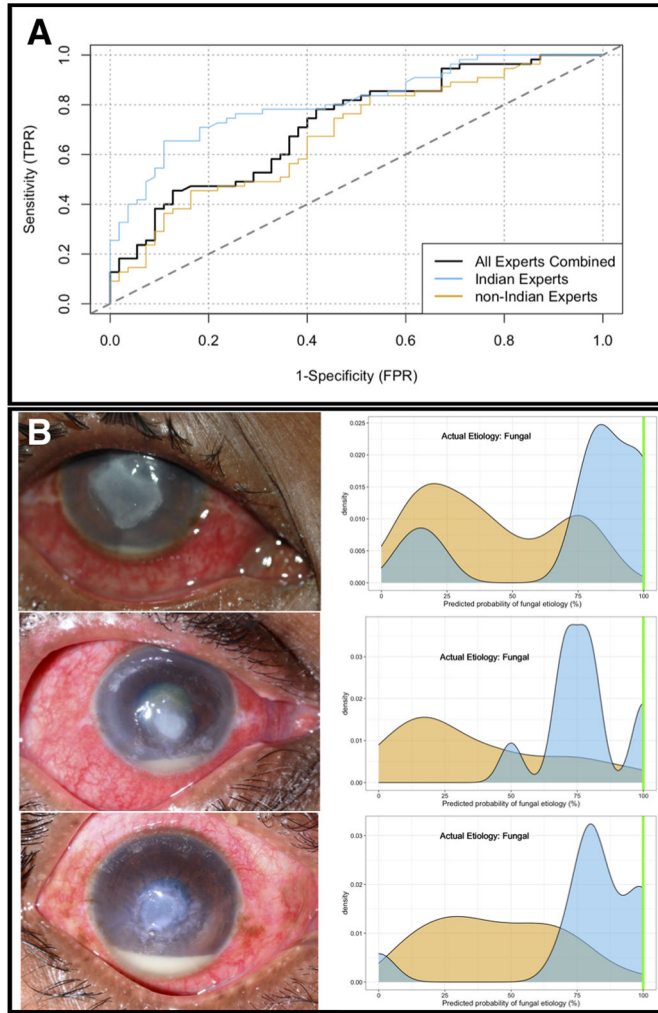 A
Sensitivity (TPR)
1.0
0.8
0.6
0.4
0.2
0.0
All Experts Combined
Indian Experts
non-Indian Experts
0.0 0.2 0.4 0.6 0.8 1.0
1-Specificity (FPR)
B
Actual Etiology: Fungal
density
0.025
0.020
0.015
0.010
0.005
0.000
0 25 50 75 100
Predicted probability of fungal etiology (%)
Actual Etiology: Fungal
density
0.03
0.02
0.01
0.00
0 25 50 75 100
Predicted probability of fungal etiology (%)
Actual Etiology: Fungal
density
0.03
0.02
0.01
0.00
0 25 50 75 100
Predicted probability of fungal etiology (%)